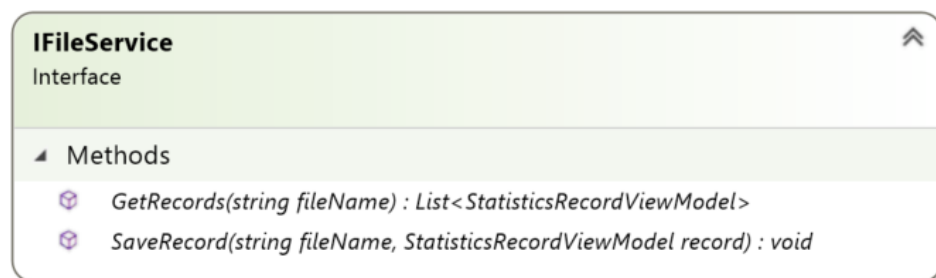 IFileService
Interface
Methods
GetRecords(string fileName) : List<StatisticsRecordViewModel>
SaveRecord(string fileName, StatisticsRecordViewModel record) : void